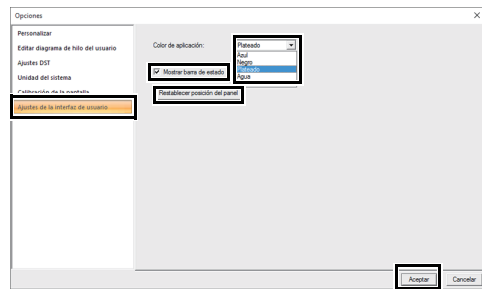 Opciones
Personalizar
Editar diagrama de hilo del usuario
Ajustes DST
Unidad del sistema
Calibración de la pantalla
Ajustes de la interfaz de usuario
Color de aplicación:
Plateado
Azul
Negro
Plateado
Agua
Mostrar barra de estado
Restablecer posición del panel
Aceptar
Cancelar